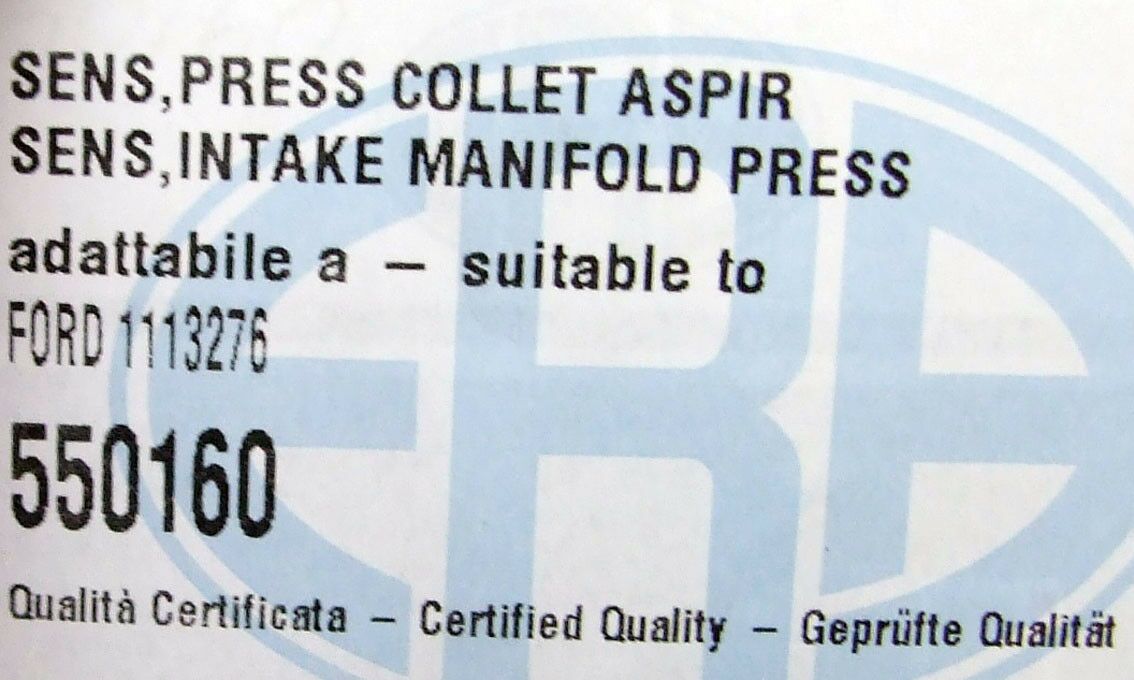 SENS,PRESS COLLET ASPIR
SENS,INTAKE MANIFOLD PRESS
adattabile a – suitable to
FORD 1113276
550160
Qualità Certificata – Certified Quality – Geprüfte Qualität
ERA